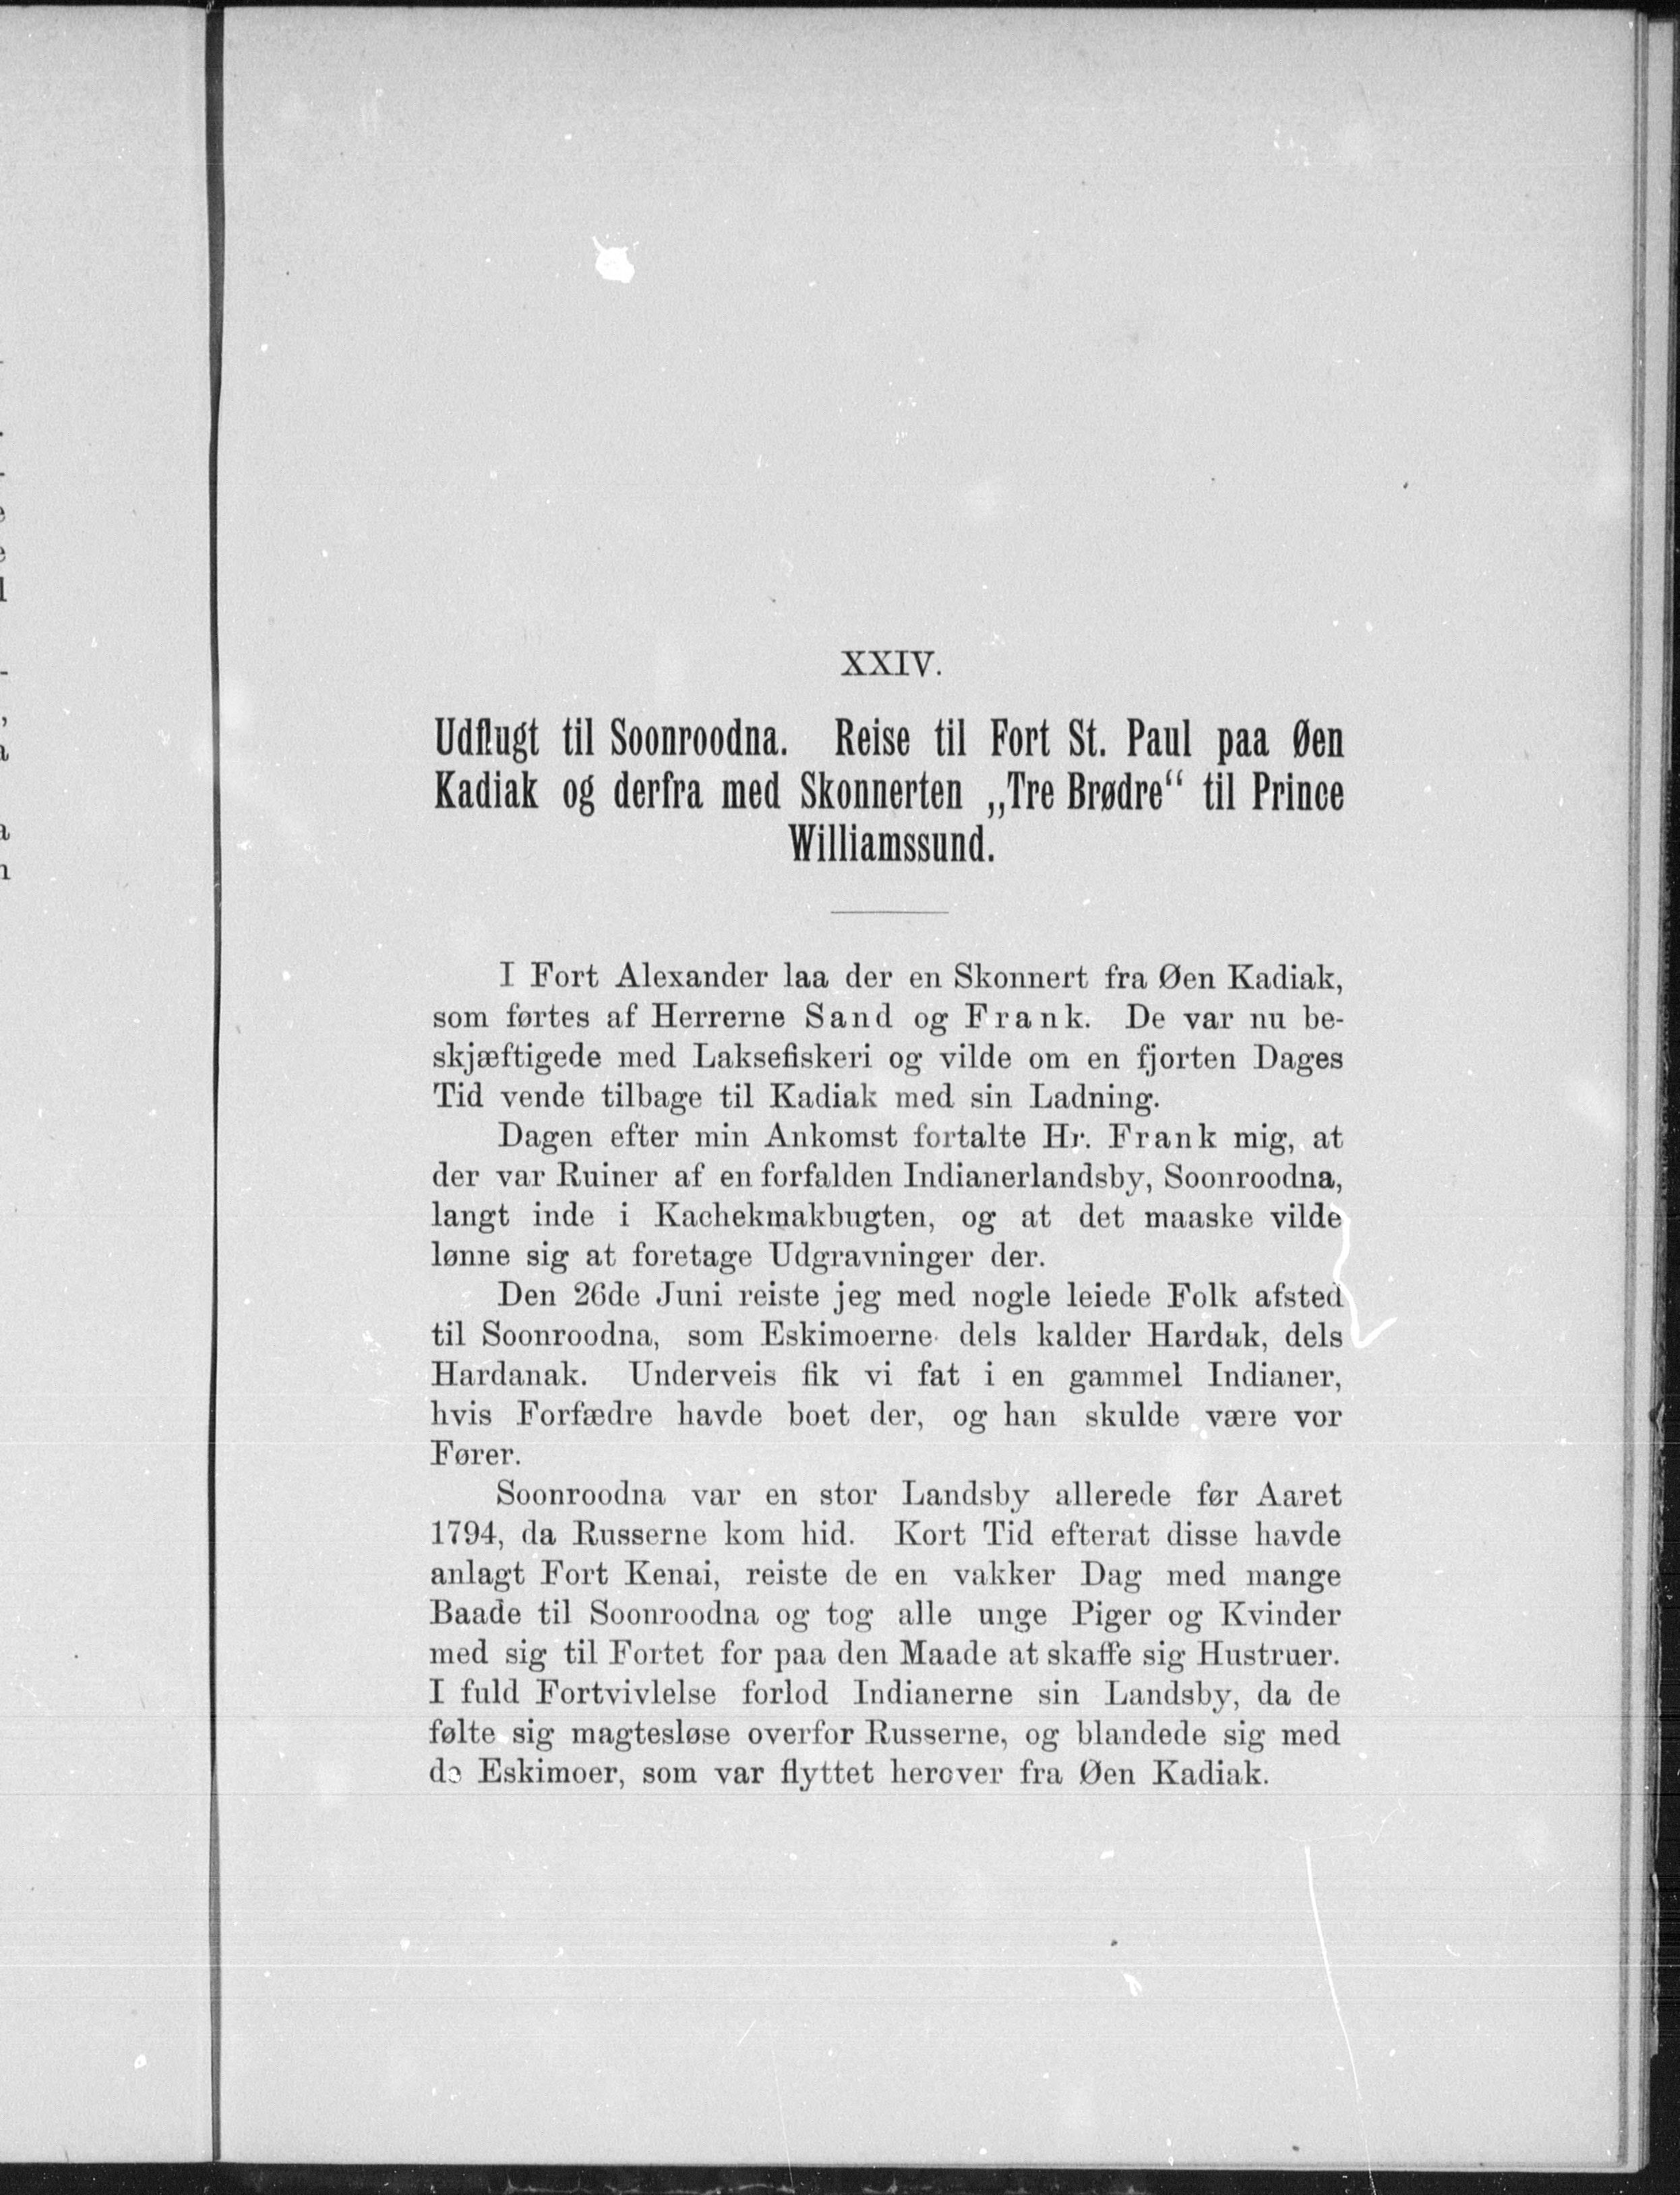 XXIV.
Udflugt til Soonroodna. Reise til Fort St. Paul paa Øen
Kadiak og derfra med Skonnerten „Tre Brødre“ til Prince
Williamssund.
I Fort Alexander laa der en Skonnert fra Øen Kadiak,
som førtes af Herrerne Sand og Frank. De var nu be-
skjæftigede med Laksefiskeri og vilde om en fjorten Dages
Tid vende tilbage til Kadiak med sin Ladning.
Dagen efter min Ankomst fortalte Hr. Frank mig, at
der var Ruiner af en forfalden Indianerlandsby, Soonroodna,
langt inde i Kachekmakbugten, og at det maaske vilde
lønne sig at foretage Udgravninger der.
Den 26de Juni reiste jeg med nogle leiede Folk afsted
til Soonroodna, som Eskimoerne dels kalder Hardak, dels
Hardanak. Underveis fik vi fat i en gammel Indianer,
hvis Forfædre havde boet der, og han skulde være vor
Fører.
Soonroodna var en stor Landsby allerede før Aaret
1794, da Russerne kom hid. Kort Tid efterat disse havde
anlagt Fort Kenai, reiste de en vakker Dag med mange
Baade til Soonroodna og tog alle unge Piger og Kvinder
med sig til Fortet for paa den Maade at skaffe sig Hustruer.
I fuld Fortvivlelse forlod Indianerne sin Landsby, da de
følte sig magtesløse overfor Russerne, og blandede sig med
de Eskimoer, som var flyttet herover fra Øen Kadiak.